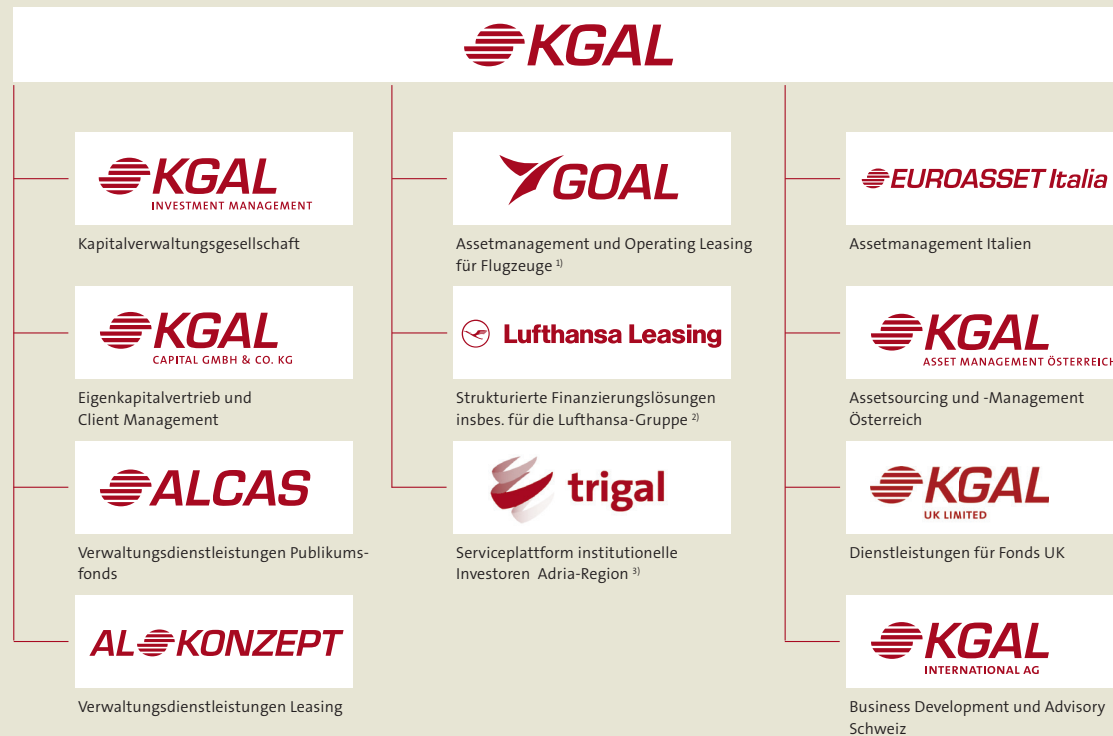 KGAL
KGAL
INVESTMENT MANAGEMENT
Kapitalverwaltungsgesellschaft
KGAL
CAPITAL GMBH & CO. KG
Eigenkapitalvertrieb und
Client Management
ALCAS
Verwaltungsdienstleistungen Publikums-
fonds
AL KONZEPT
Verwaltungsdienstleistungen Leasing
GOAL
Assetmanagement und Operating Leasing
für Flugzeuge 1)
Lufthansa Leasing
Strukturierte Finanzierungslösungen
insbes. für die Lufthansa-Gruppe 2)
trigal
Serviceplattform institutionelle
Investoren Adria-Region 3)
EUROASSET Italia
Assetmanagement Italien
KGAL
ASSET MANAGEMENT ÖSTERREICH
Assetsourcing und -Management
Österreich
KGAL
UK LIMITED
Dienstleistungen für Fonds UK
KGAL
INTERNATIONAL AG
Business Development und Advisory
Schweiz